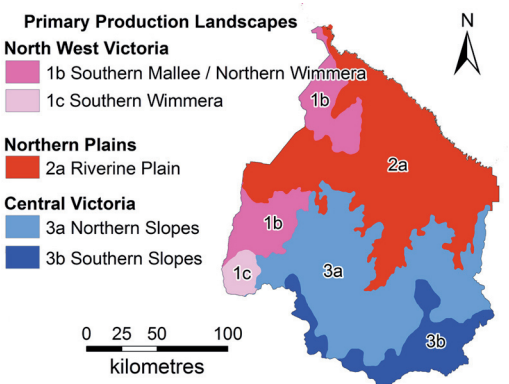 Primary Production Landscapes
North West Victoria
1b Southern Mallee / Northern Wimmera
1c Southern Wimmera
Northern Plains
2a Riverine Plain
Central Victoria
3a Northern Slopes
3b Southern Slopes
0 25 50 100
kilometres
N
1b
2a
1b
1c
3a
3b